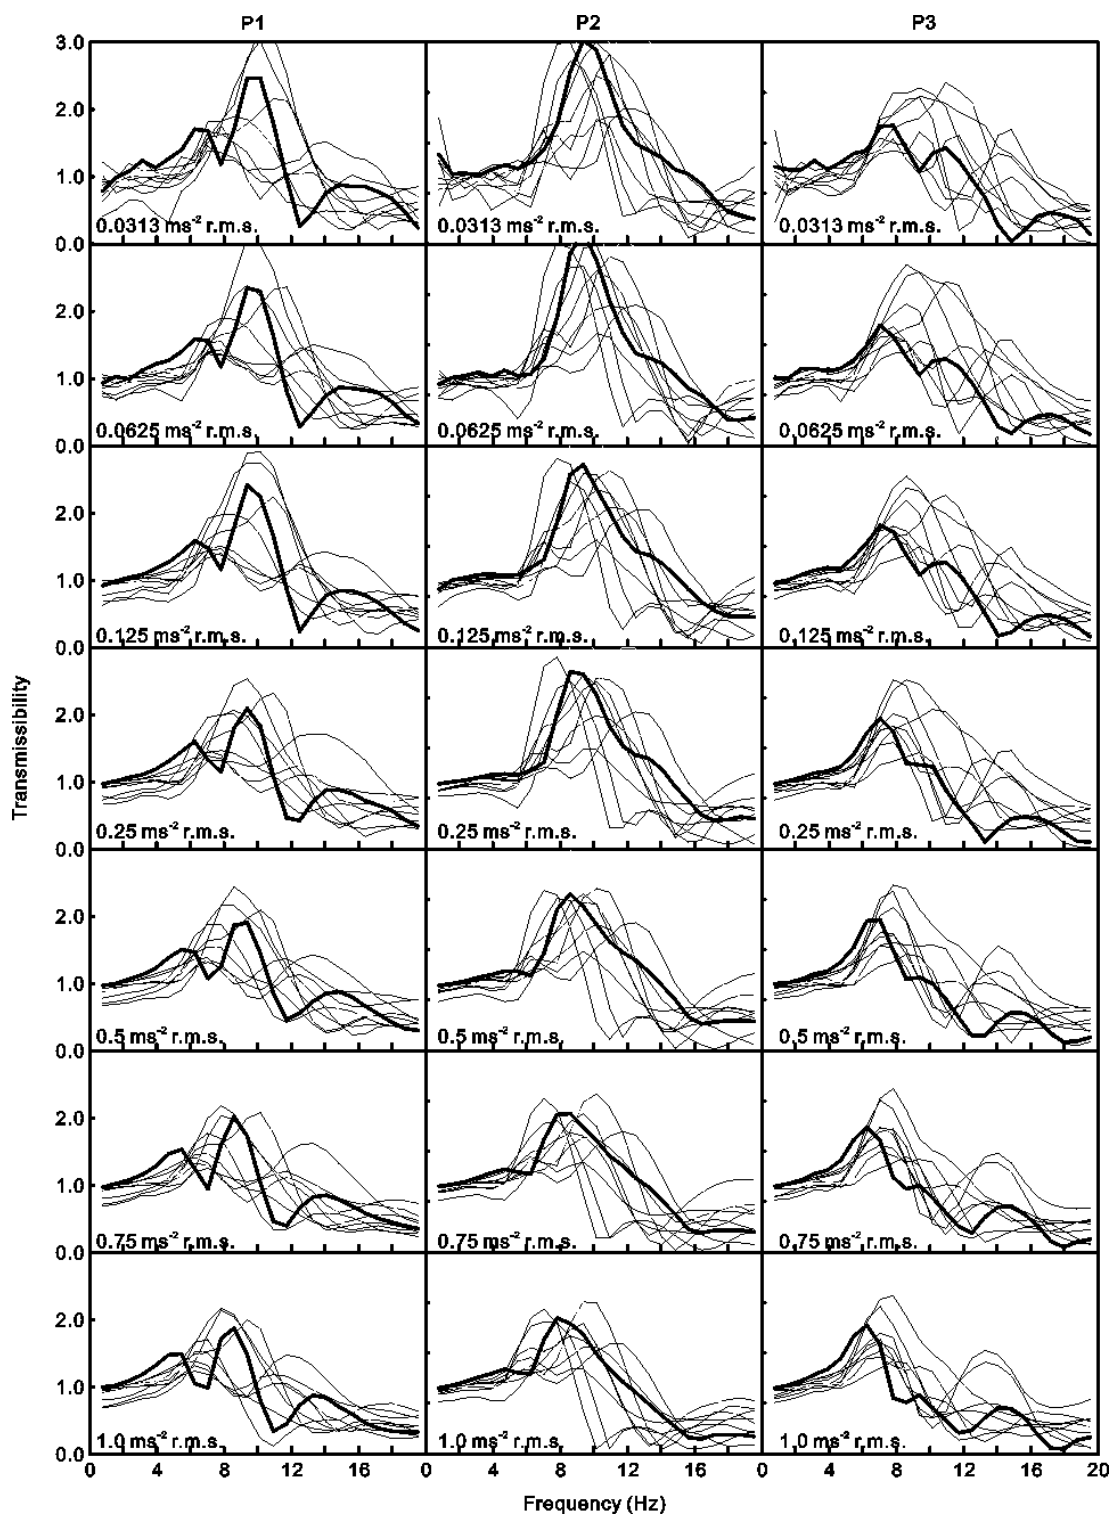 P1 P2 P3
3.0
2.0
1.0
0.0313 ms-2 r.m.s. 0.0313 ms-2 r.m.s. 0.0313 ms-2 r.m.s.
0.0
2.0
1.0
0.0625 ms-2 r.m.s. 0.0625 ms-2 r.m.s. 0.0625 ms-2 r.m.s.
0.0
2.0
1.0
0.125 ms-2 r.m.s. 0.125 ms-2 r.m.s. 0.125 ms-2 r.m.s.
0.0
2.0
Transmissibility
1.0
0.25 ms-2 r.m.s. 0.25 ms-2 r.m.s. 0.25 ms-2 r.m.s.
0.0
2.0
1.0
0.5 ms-2 r.m.s. 0.5 ms-2 r.m.s. 0.5 ms-2 r.m.s.
0.0
2.0
1.0
0.75 ms-2 r.m.s. 0.75 ms-2 r.m.s. 0.75 ms-2 r.m.s.
0.0
2.0
1.0
1.0 ms-2 r.m.s. 1.0 ms-2 r.m.s. 1.0 ms-2 r.m.s.
0.0
0 4 8 12 16 0 4 8 12 16 0 4 8 12 16 20
Frequency (Hz)